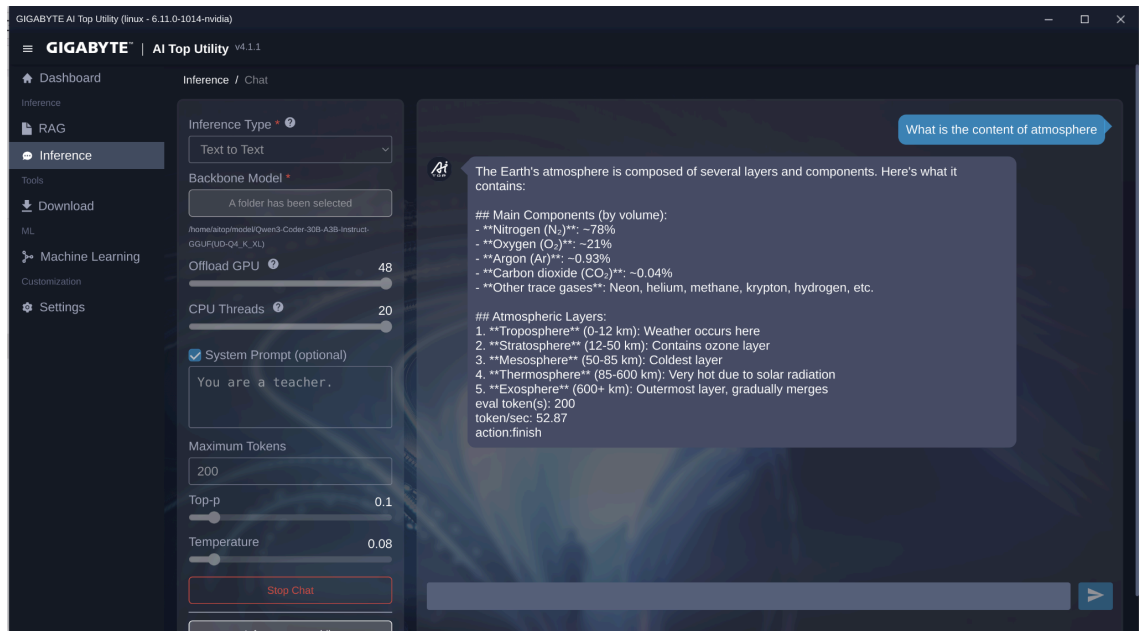 GIGABYTE AI Top Utility (linux - 6.11.0-1014-nvidia)
GIGABYTE™ | AI Top Utility v4.1.1
Dashboard
Inference
RAG
Inference
Tools
Download
ML
Machine Learning
Customization
Settings
Inference / Chat
Inference Type *
Text to Text
Backbone Model *
A folder has been selected
/home/aitop/model/Qwen3-Coder-30B-A3B-Instruct-
GGUF(UD-Q4_K_XL)
Offload GPU 48
CPU Threads 20
System Prompt (optional)
You are a teacher.
Maximum Tokens
200
Top-p 0.1
Temperature 0.08
Stop Chat
What is the content of atmosphere
Ai
TOP
The Earth's atmosphere is composed of several layers and components. Here's what it
contains:
## Main Components (by volume):
- **Nitrogen (N₂)**: ~78%
- **Oxygen (O₂)**: ~21%
- **Argon (Ar)**: ~0.93%
- **Carbon dioxide (CO₂)**: ~0.04%
- **Other trace gases**: Neon, helium, methane, krypton, hydrogen, etc.
## Atmospheric Layers:
1. **Troposphere** (0-12 km): Weather occurs here
2. **Stratosphere** (12-50 km): Contains ozone layer
3. **Mesosphere** (50-85 km): Coldest layer
4. **Thermosphere** (85-600 km): Very hot due to solar radiation
5. **Exosphere** (600+ km): Outermost layer, gradually merges
eval token(s): 200
token/sec: 52.87
action:finish